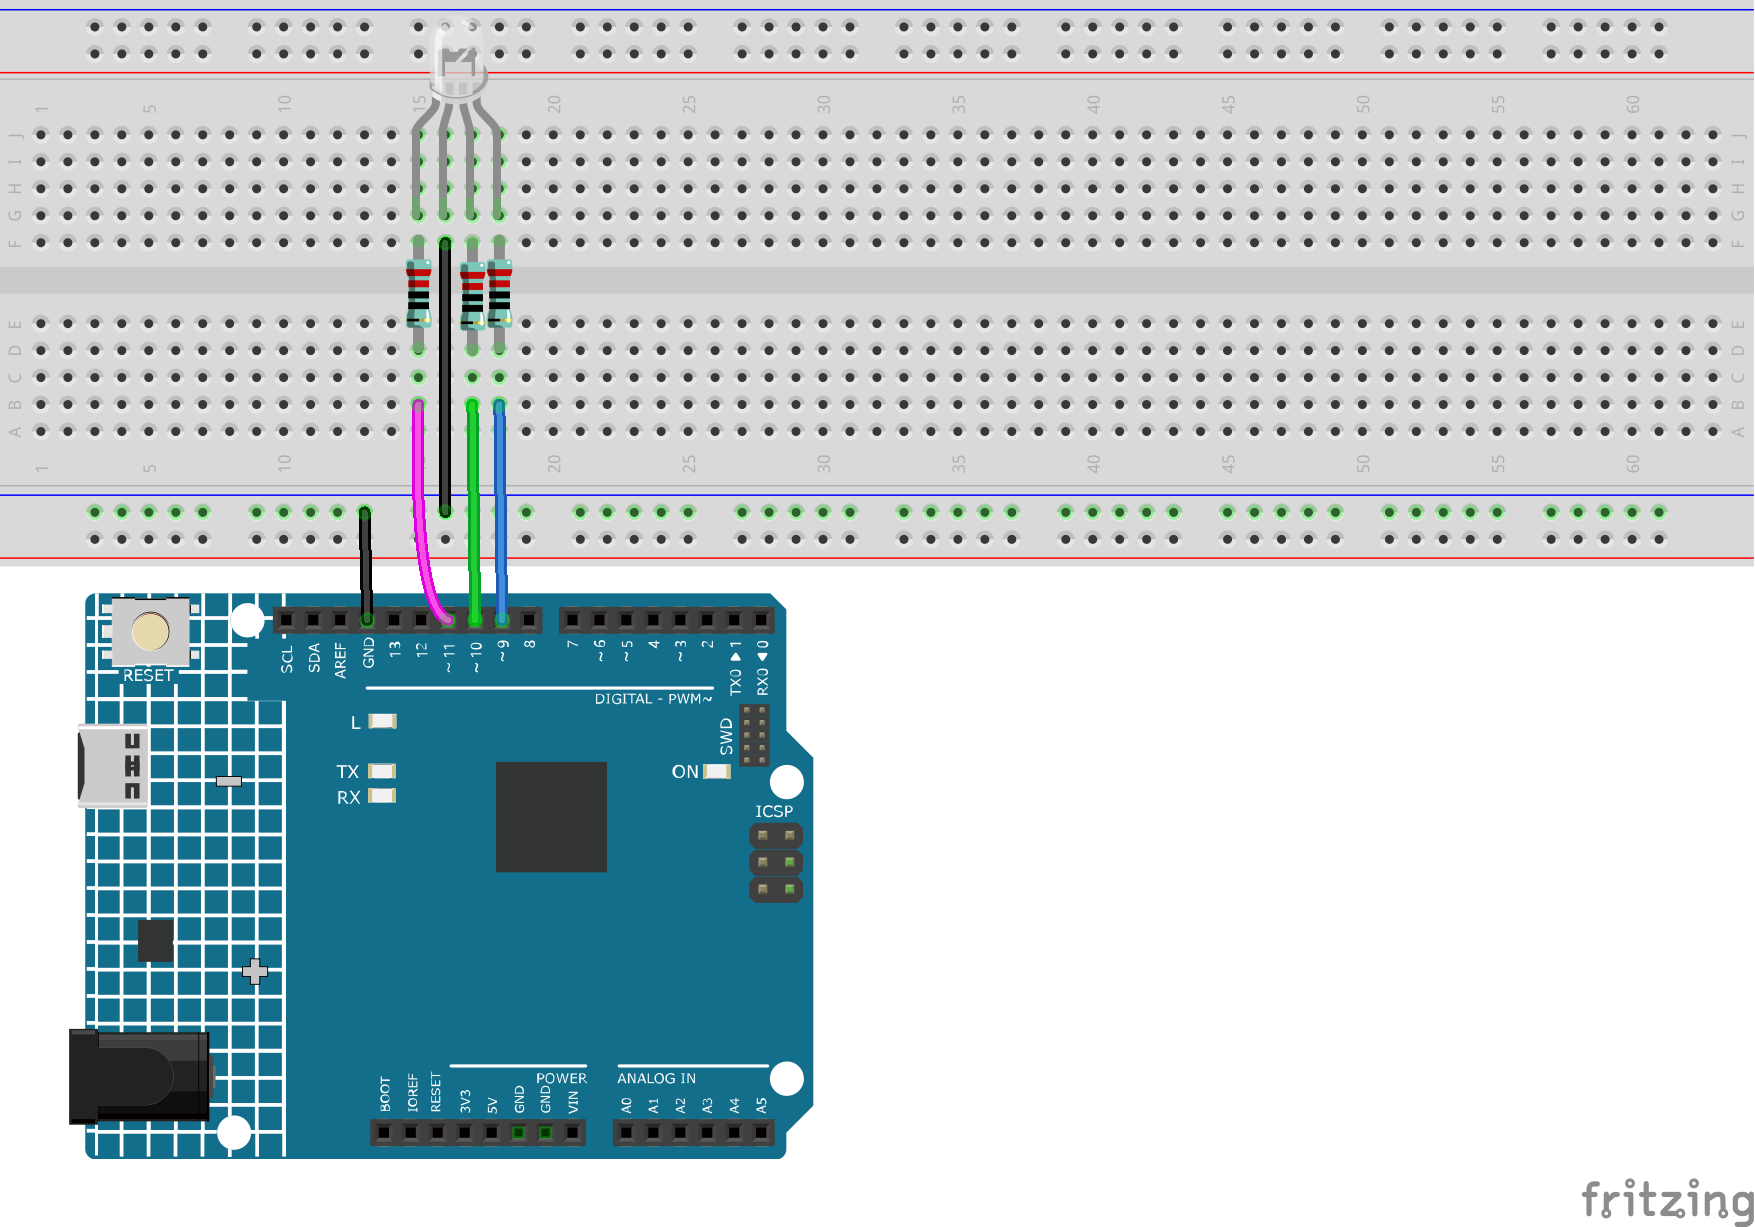 1 5 10 15 20 25 30 35 40 45 50 55 60
J J
I I
H H
G G
F F
E E
D D
C C
B B
A A
1 5 10 20 25 30 35 40 45 50 55 60
SCL SDA AREF GND 13 12 ~11 ~10 ~9 8 7 ~6 ~5 4 ~3 2 TX0 ▶ 1 RX0 ◀ 0
RESET
DIGITAL - PWM~
L
SWD
TX
ON
RX
ICSP
POWER
ANALOG IN
BOOT IOREF RESET 3V3 5V GND GND VIN A0 A1 A2 A3 A4 A5
fritzing